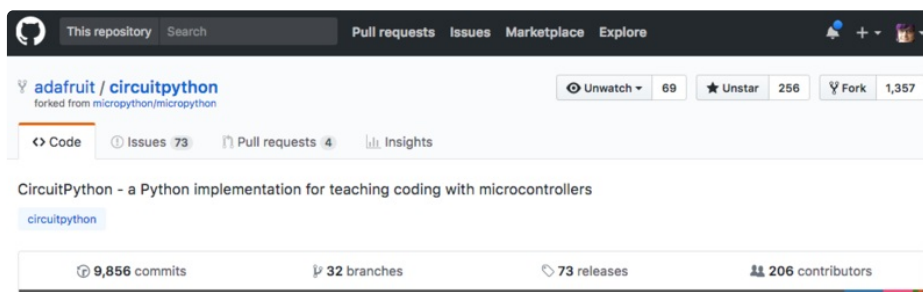 This repository Search Pull requests Issues Marketplace Explore
adafruit / circuitpython Unwatch 69 Unstar 256 Fork 1,357
forked from micropython/micropython
<> Code Issues 73 Pull requests 4 Insights
CircuitPython - a Python implementation for teaching coding with microcontrollers
circuitpython
9,856 commits 32 branches 73 releases 206 contributors